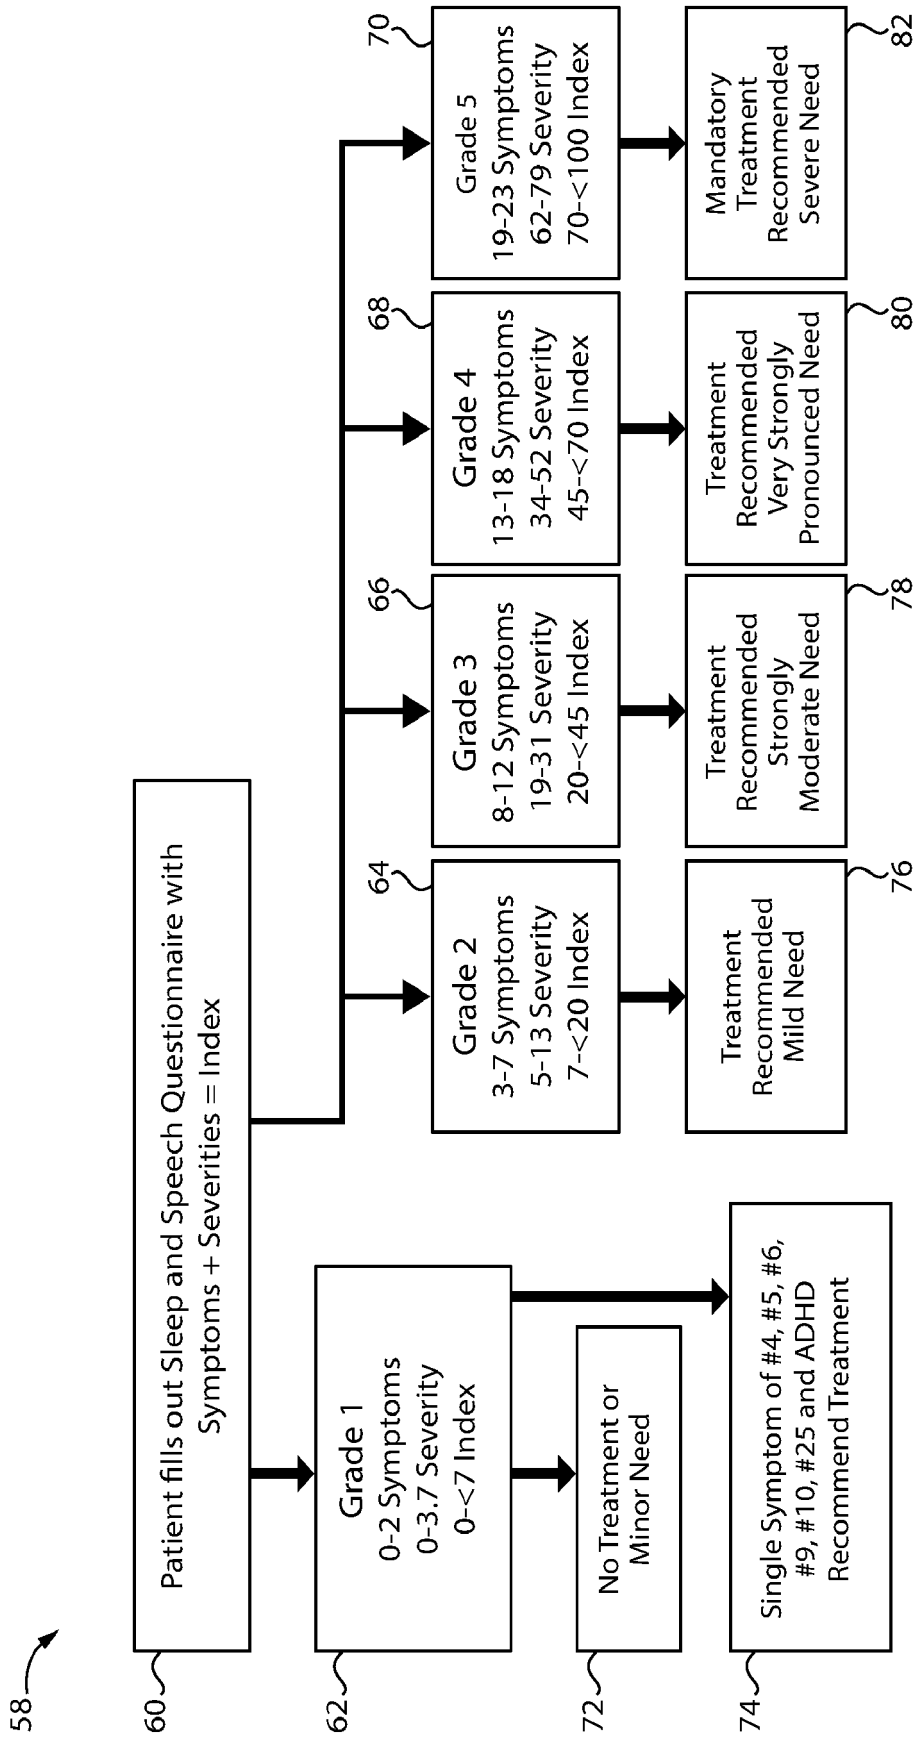 58
60
Patient fills out Sleep and Speech Questionnaire with
Symptoms + Severities = Index
62
Grade 1
0-2 Symptoms
0-3.7 Severity
0-<7 Index
64
Grade 2
3-7 Symptoms
5-13 Severity
7-<20 Index
66
Grade 3
8-12 Symptoms
19-31 Severity
20-<45 Index
68
Grade 4
13-18 Symptoms
34-52 Severity
45-<70 Index
70
Grade 5
19-23 Symptoms
62-79 Severity
70-<100 Index
72
No Treatment or
Minor Need
74
Single Symptom of #4, #5, #6,
#9, #10, #25 and ADHD
Recommend Treatment
Treatment
Recommended
Mild Need
76
Treatment
Recommended
Strongly
Moderate Need
78
Treatment
Recommended
Very Strongly
Pronounced Need
80
Mandatory
Treatment
Recommended
Severe Need
82